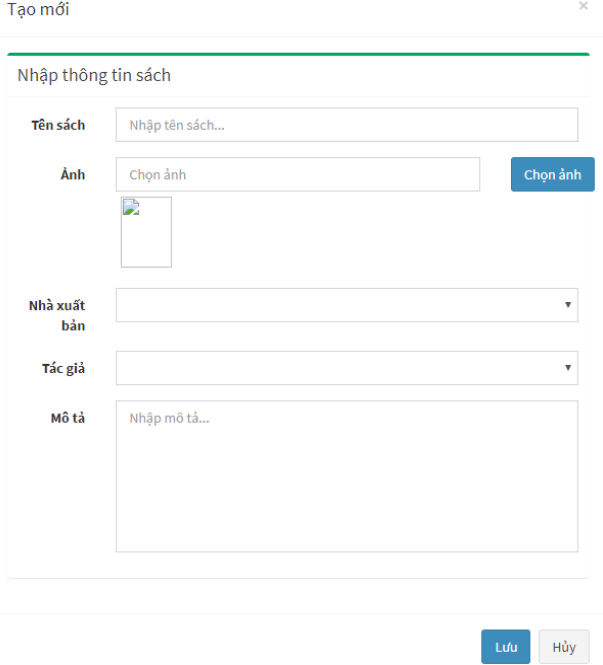 Tạo mới ×
Nhập thông tin sách
Tên sách Nhập tên sách...
Ảnh Chọn ảnh Chọn ảnh
Nhà xuất
bản
Tác giả
Mô tả Nhập mô tả...
Lưu Hủy